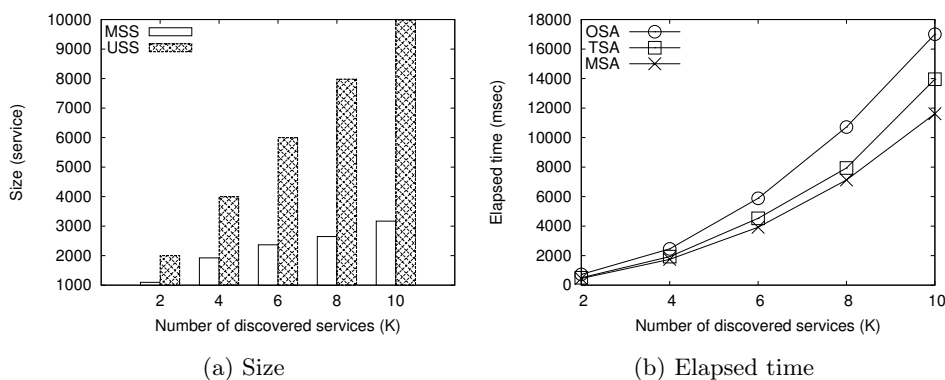 10000
9000
8000
7000
6000
5000
4000
3000
2000
1000
Size (service)
MSS
USS
2 4 6 8 10
Number of discovered services (K)
(a) Size
18000
16000
14000
12000
10000
8000
6000
4000
2000
0
Elapsed time (msec)
OSA
TSA
MSA
2 4 6 8 10
Number of discovered services (K)
(b) Elapsed time